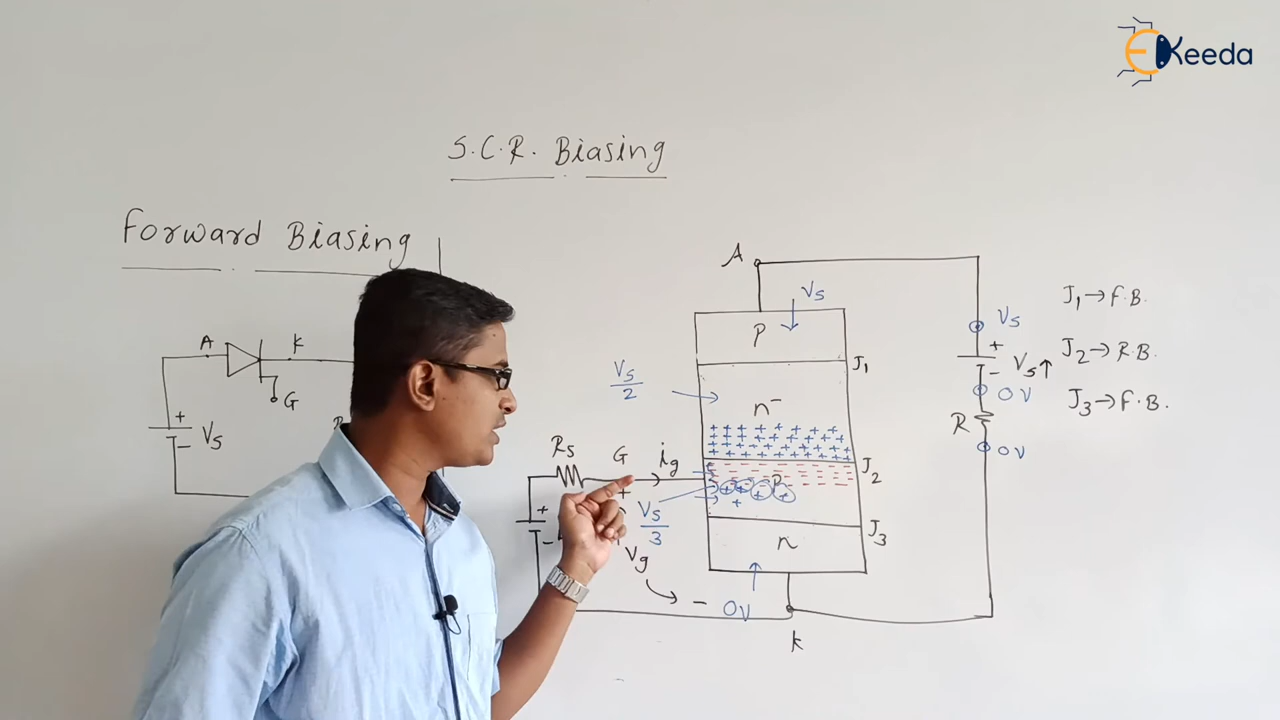 EKeeda
S.C.R. Biasing
Forward Biasing
A
K
G
+
-
Vs
A
Vs
P
J1
Vs/2
n-
J2
P
J3
n
0V
K
Rs
G
ig
+
-
+
Vs/3
Vg
-
Vs
+
-
Vs↑
0V
R
0V
J1→F.B.
J2→R.B.
J3→F.B.